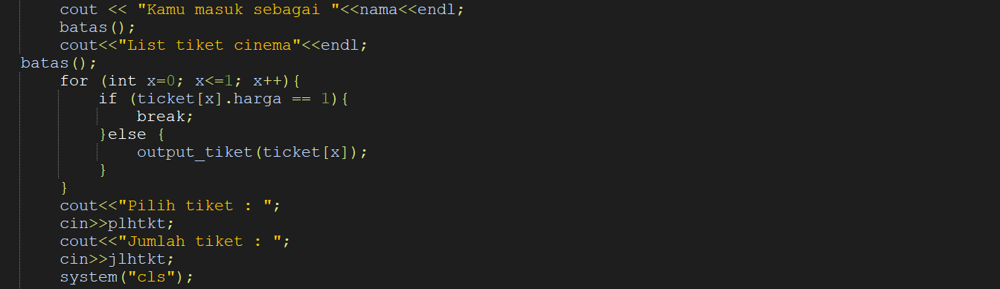 cout << "Kamu masuk sebagai "<<nama<<endl;
batas();
cout<<"List tiket cinema"<<endl;
batas();
for (int x=0; x<=1; x++){
if (ticket[x].harga == 1){
break;
}else {
output_tiket(ticket[x]);
}
}
cout<<"Pilih tiket : ";
cin>>plhtkt;
cout<<"Jumlah tiket : ";
cin>>jlhtkt;
system("cls");